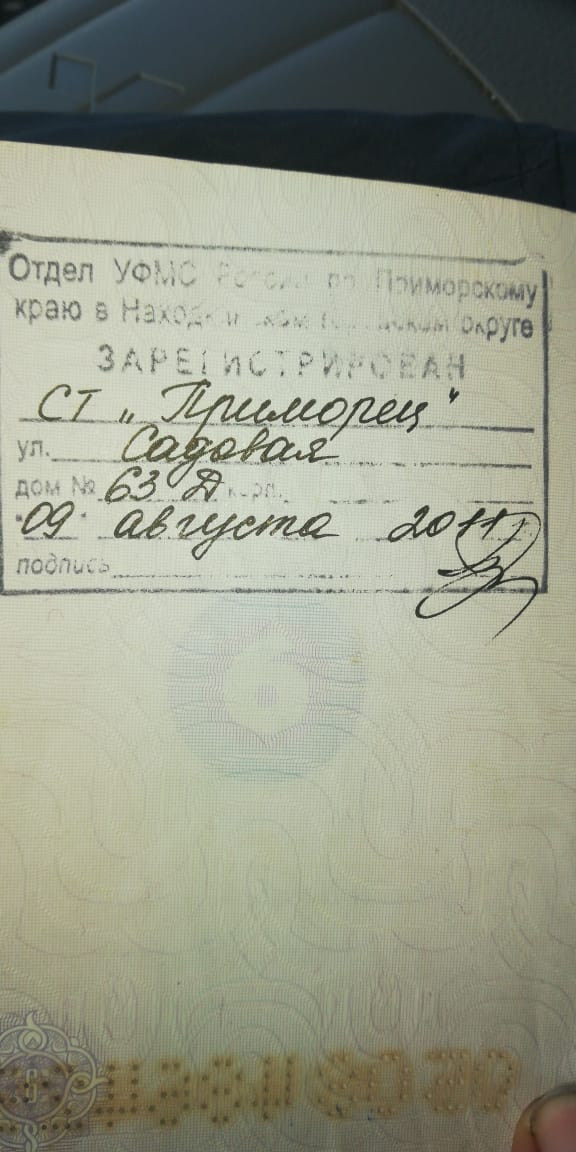 Отдел УФМС России по Приморскому
краю в Находкинском городском округе
ЗАРЕГИСТРИРОВАН
СТ „Приморец"
ул. Садовая
дом № 63 Д корп.
"09" августа 2011
подпись